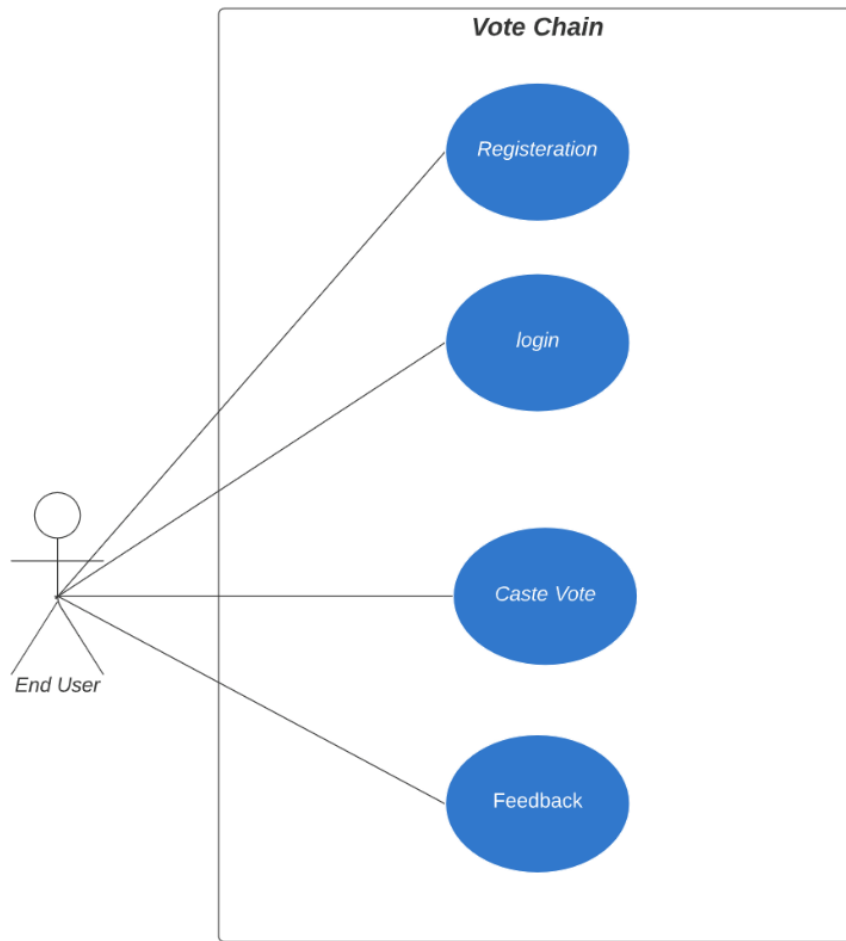 Vote Chain
Registeration
login
Caste Vote
End User
Feedback